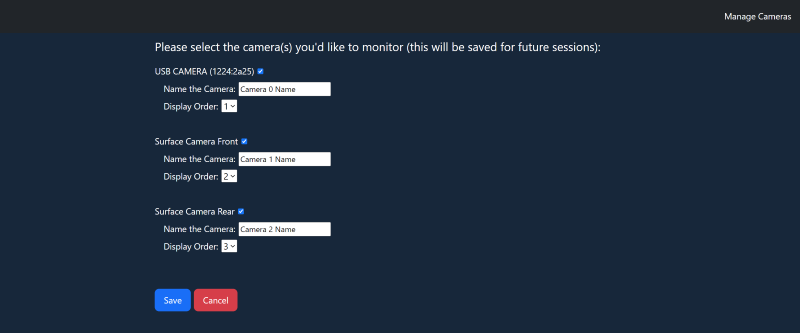 Manage Cameras
Please select the camera(s) you'd like to monitor (this will be saved for future sessions):
USB CAMERA (1224:2a25)
Name the Camera: Camera 0 Name
Display Order: 1
Surface Camera Front
Name the Camera: Camera 1 Name
Display Order: 2
Surface Camera Rear
Name the Camera: Camera 2 Name
Display Order: 3
Save Cancel